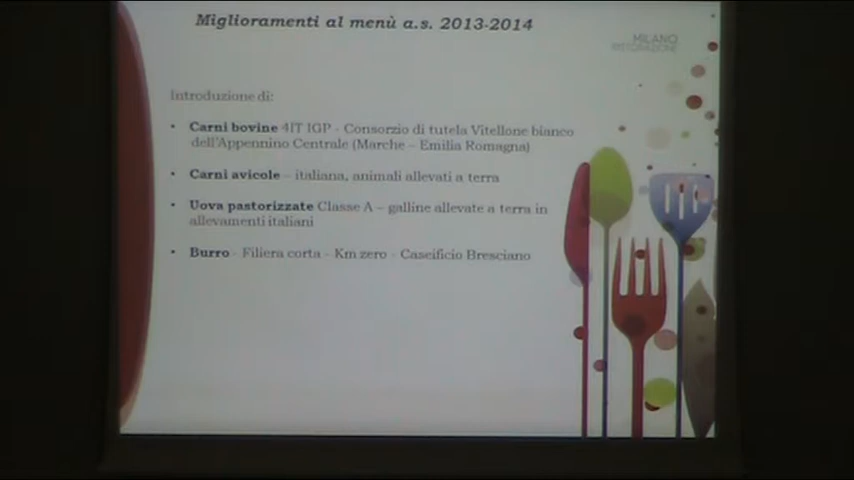 Miglioramenti al menù a.s. 2013-2014
MILANO
RISTORAZIONE
Introduzione di:
• Carni bovine 4IT IGP - Consorzio di tutela Vitellone bianco
dell'Appennino Centrale (Marche – Emilia Romagna)
• Carni avicole – italiana, animali allevati a terra
• Uova pastorizzate Classe A – galline allevate a terra in
allevamenti italiani
• Burro - Filiera corta - Km zero - Caseificio Bresciano